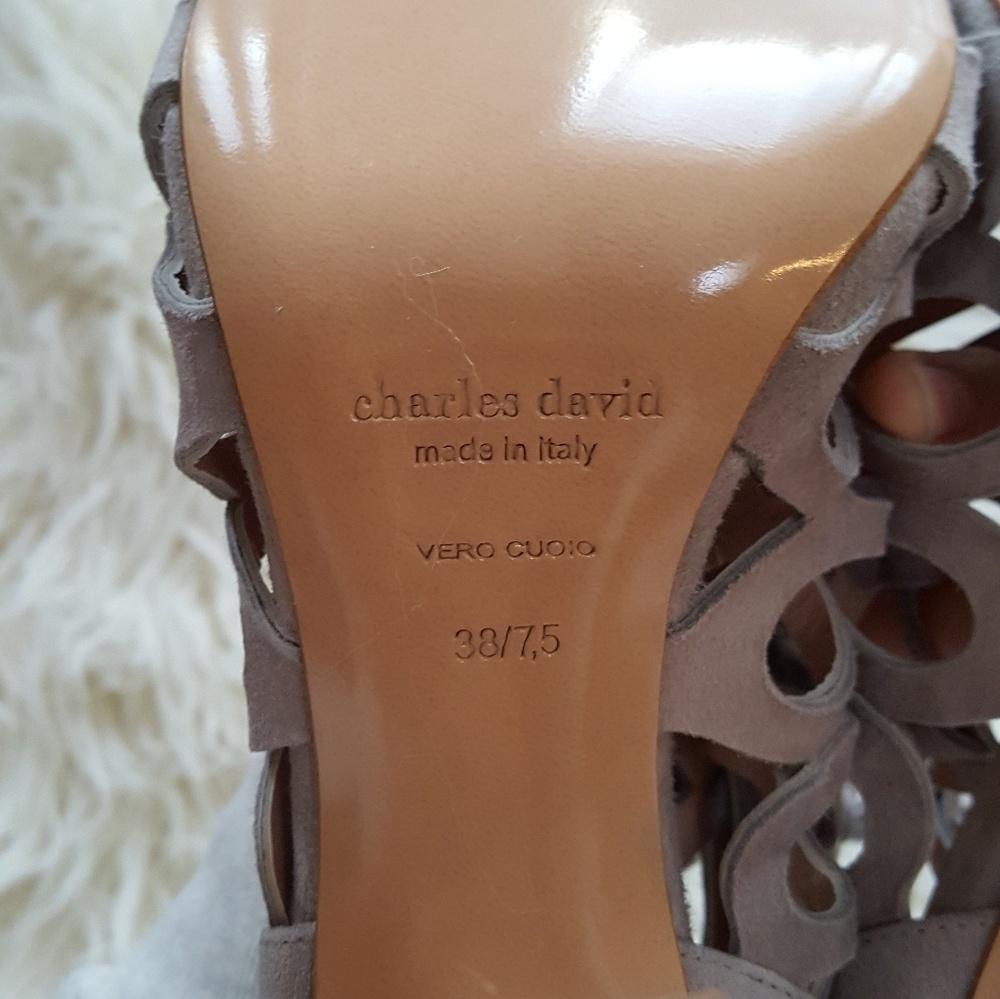 charles david
made in Italy
VERO CUOIO
38/7,5